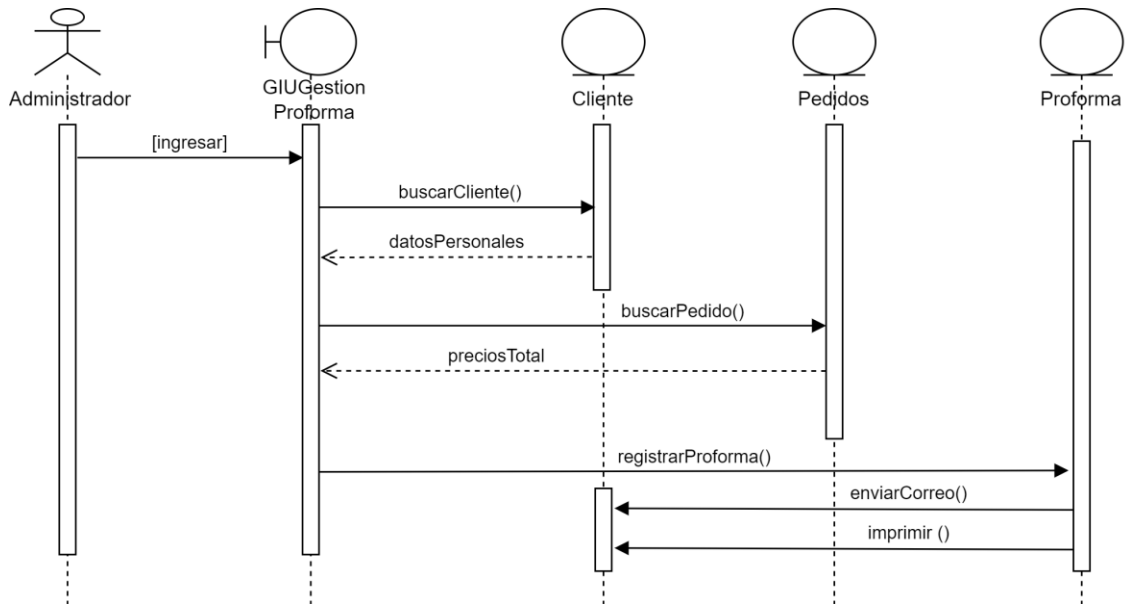 Administrador
GIUGestion
Proforma
Cliente
Pedidos
Proforma
[ingresar]
buscarCliente()
datosPersonales
buscarPedido()
preciosTotal
registrarProforma()
enviarCorreo()
imprimir ()